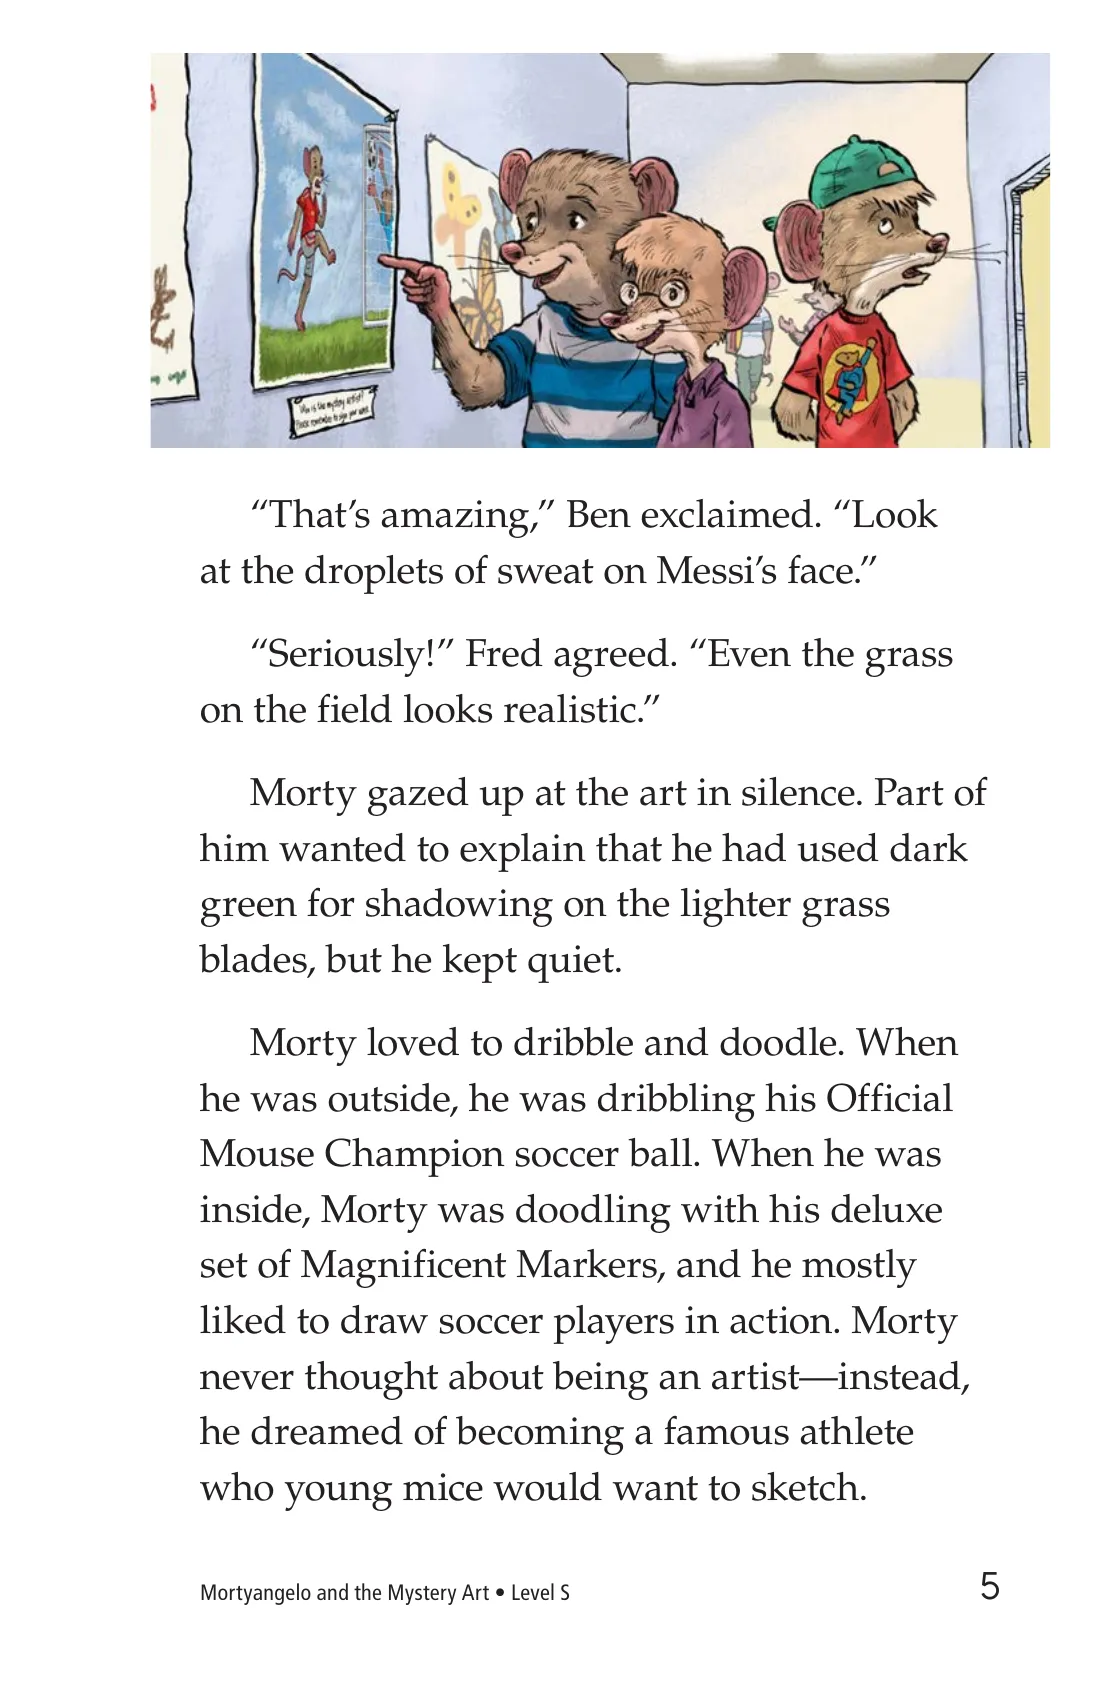 Who is the mystery artist?
Please remember to sign your work.
“That’s amazing,” Ben exclaimed. “Look
at the droplets of sweat on Messi’s face.”
“Seriously!” Fred agreed. “Even the grass
on the field looks realistic.”
Morty gazed up at the art in silence. Part of
him wanted to explain that he had used dark
green for shadowing on the lighter grass
blades, but he kept quiet.
Morty loved to dribble and doodle. When
he was outside, he was dribbling his Official
Mouse Champion soccer ball. When he was
inside, Morty was doodling with his deluxe
set of Magnificent Markers, and he mostly
liked to draw soccer players in action. Morty
never thought about being an artist—instead,
he dreamed of becoming a famous athlete
who young mice would want to sketch.
Mortyangelo and the Mystery Art • Level S
5